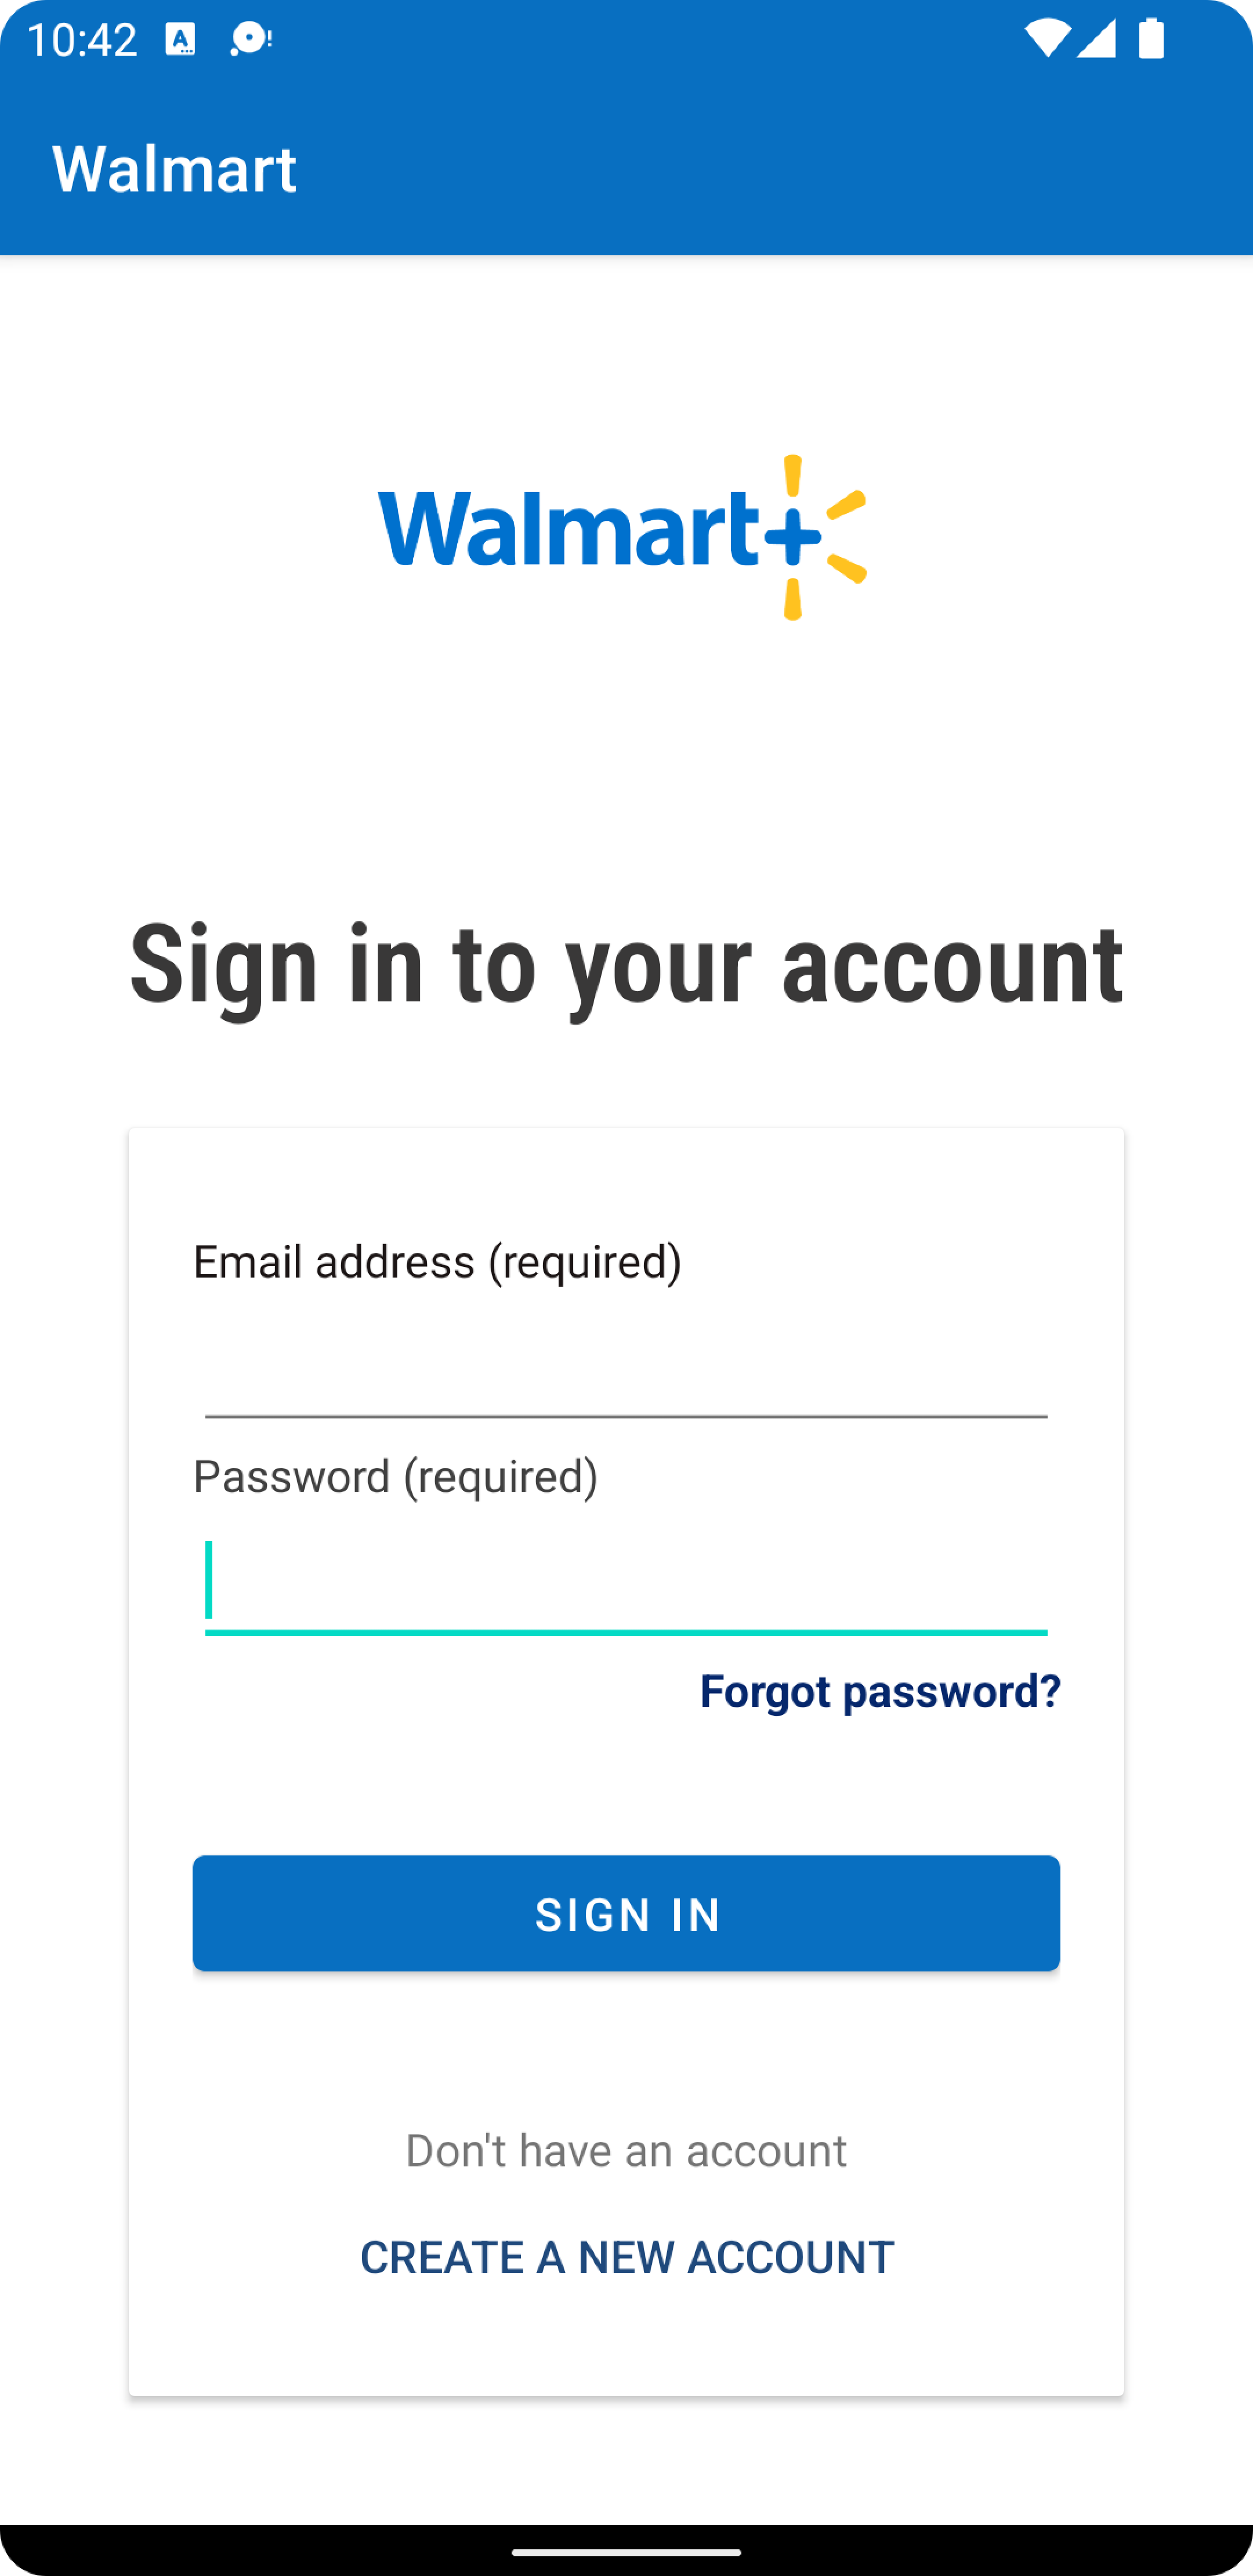 10:42
Walmart
Walmart+
Sign in to your account
Email address (required)
Password (required)
Forgot password?
SIGN IN
Don't have an account
CREATE A NEW ACCOUNT